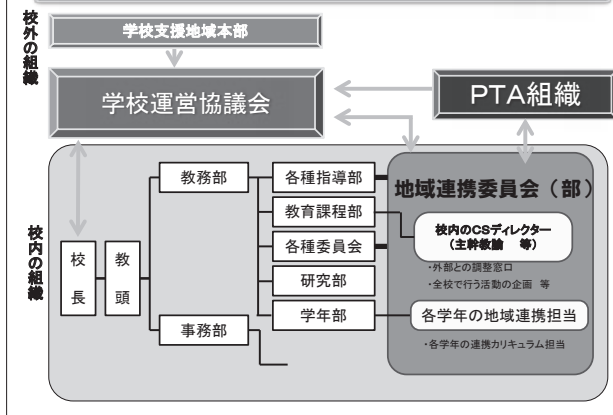 校外の組織
学校支援地域本部
学校運営協議会
PTA組織
校内の組織
校長
教頭
教務部
事務部
各種指導部
教育課程部
各種委員会
研究部
学年部
地域連携委員会（部）
校内のCSディレクター
（主幹教諭　等）
・外部との調整窓口
・全校で行う活動の企画　等
各学年の地域連携担当
・各学年の連携カリキュラム担当